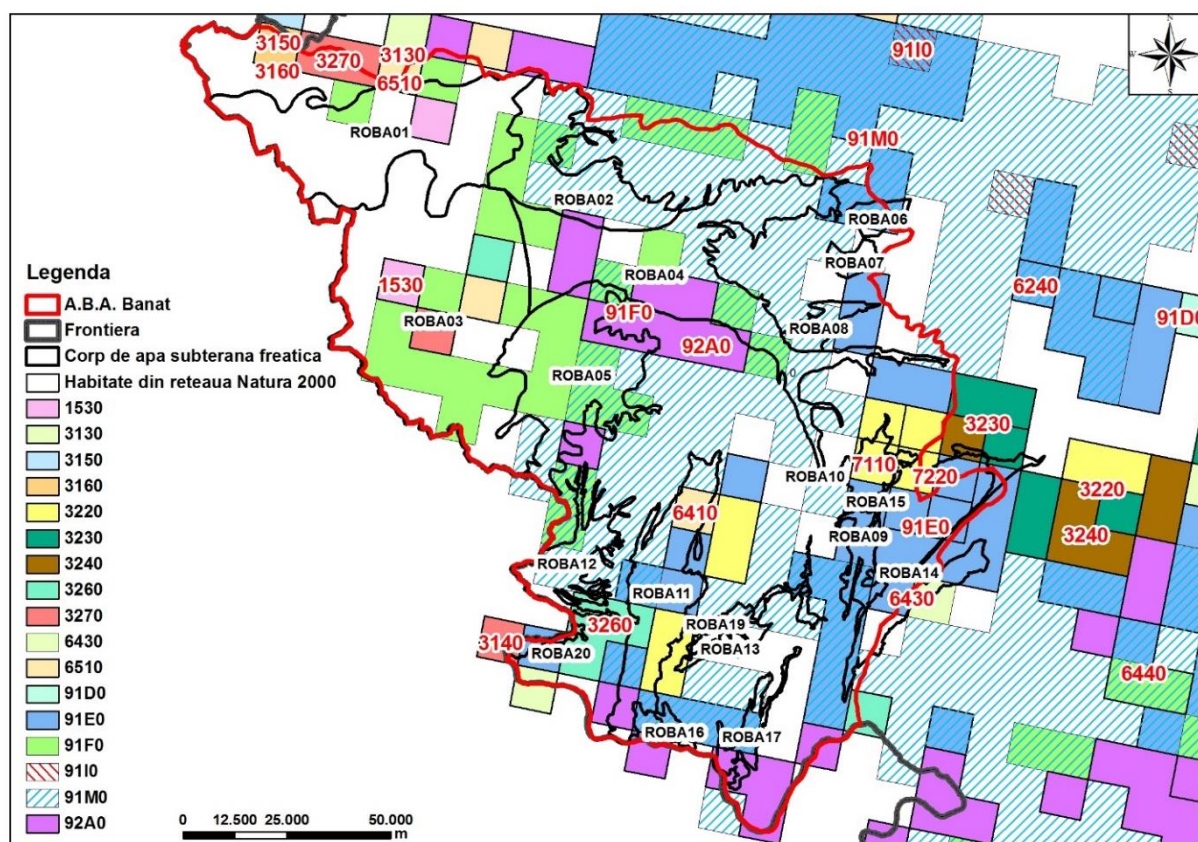 3150
3270
3130
3160
6510
91I0
ROBA01
91M0
ROBA02
ROBA06
ROBA07
ROBA04
6240
1530
91F0
91D0
ROBA03
ROBA08
92A0
ROBA05
3230
7110
7220
ROBA10
3220
ROBA15
6410
91E0
3240
ROBA09
ROBA12
ROBA14
ROBA11
6430
3260
ROBA19
3140
ROBA20
ROBA13
6440
ROBA16
ROBA17
Legenda
A.B.A. Banat
Frontiera
Corp de apa subterana freatica
Habitate din reteaua Natura 2000
1530
3130
3150
3160
3220
3230
3240
3260
3270
6430
6510
91D0
91E0
91F0
91I0
91M0
92A0
0 12.500 25.000 50.000
m